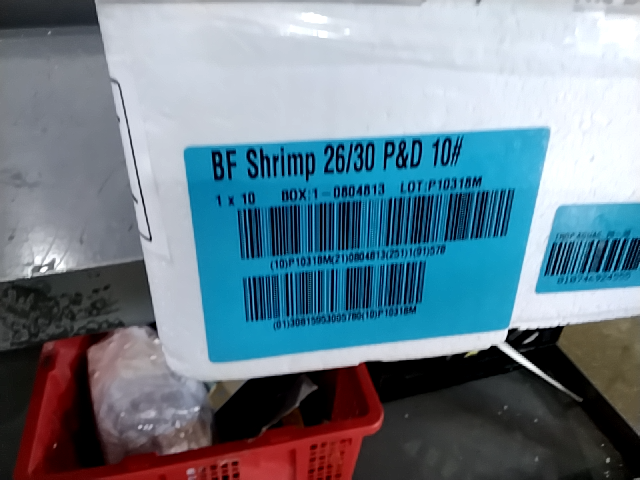 BF Shrimp 26/30 P&D 10#
1 x 10 BOX:1-0804813 LOT:P10318M
(10)P10318M(21)0804813(251)1(91)578
(01)30815953095780(10)P10318M